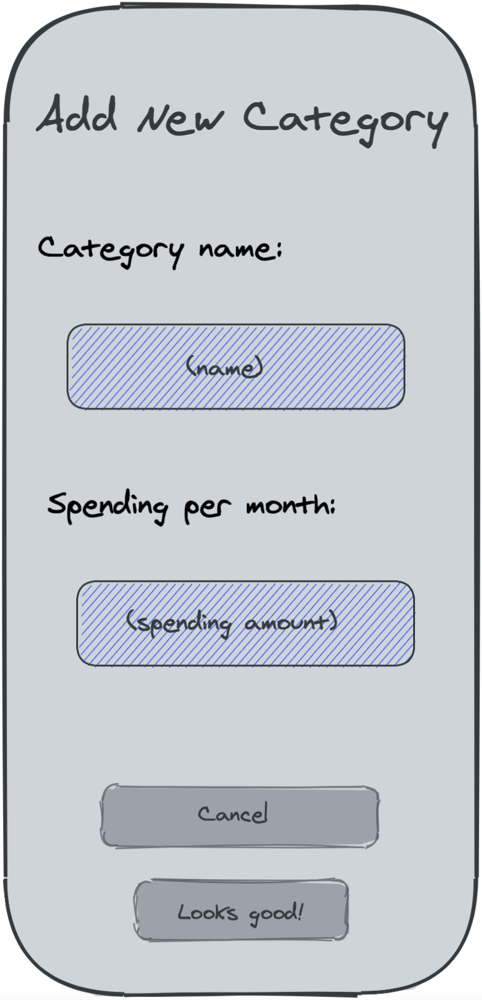 Add New Category
Category name:
(name)
Spending per month:
(spending amount)
Cancel
Looks good!